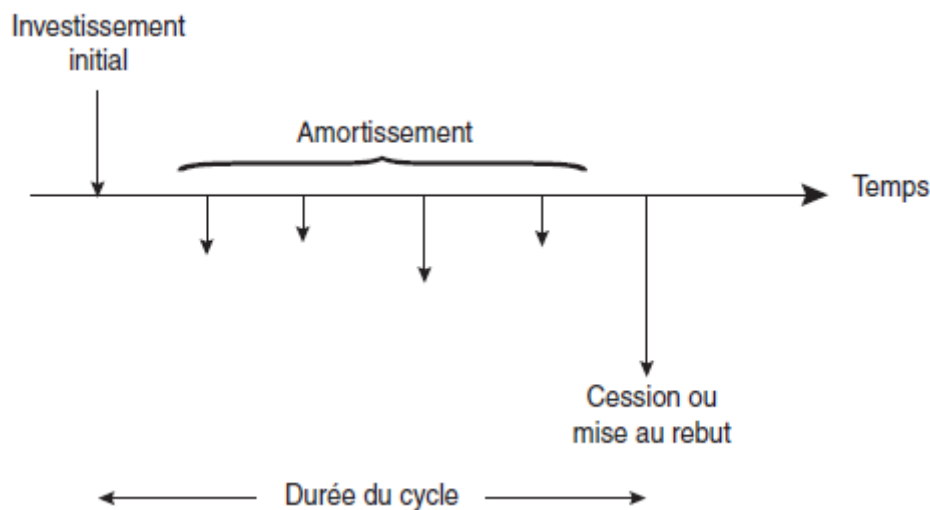 Investissement
initial
Amortissement
Temps
Cession ou
mise au rebut
Durée du cycle